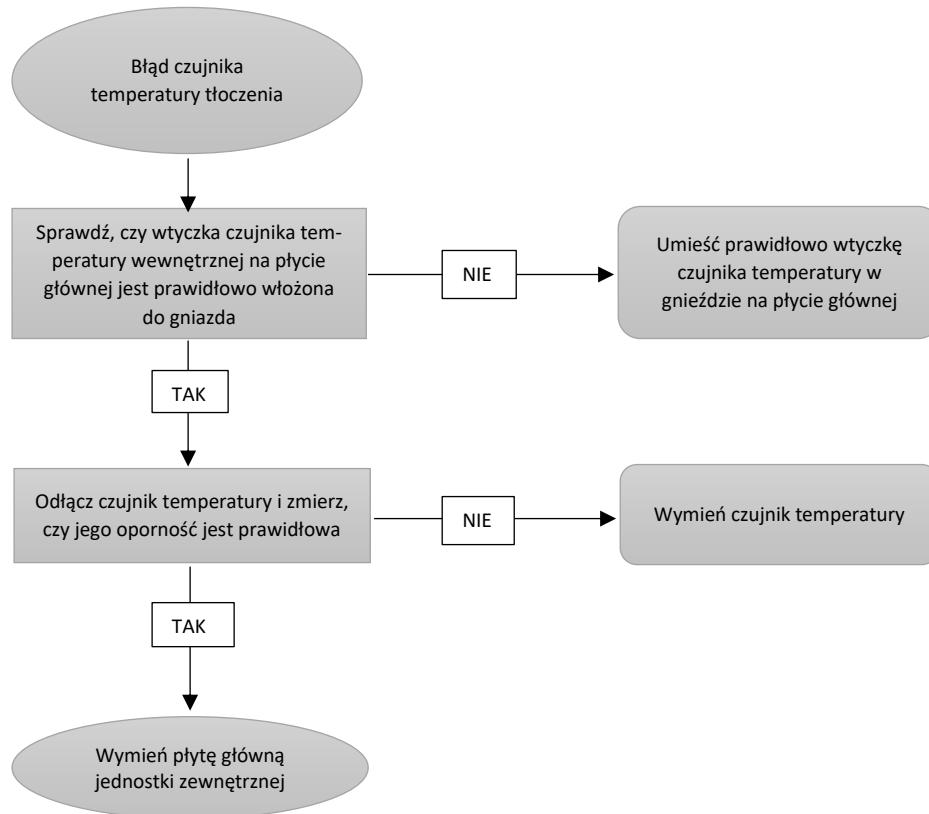 Błąd czujnika
temperatury tłoczenia
Sprawdź, czy wtyczka czujnika tem-
peratury wewnętrznej na płycie
głównej jest prawidłowo włożona
do gniazda
NIE
Umieść prawidłowo wtyczkę
czujnika temperatury w
gnieździe na płycie głównej
TAK
Odłącz czujnik temperatury i zmierz,
czy jego oporność jest prawidłowa
NIE
Wymień czujnik temperatury
TAK
Wymień płytę główną
jednostki zewnętrznej